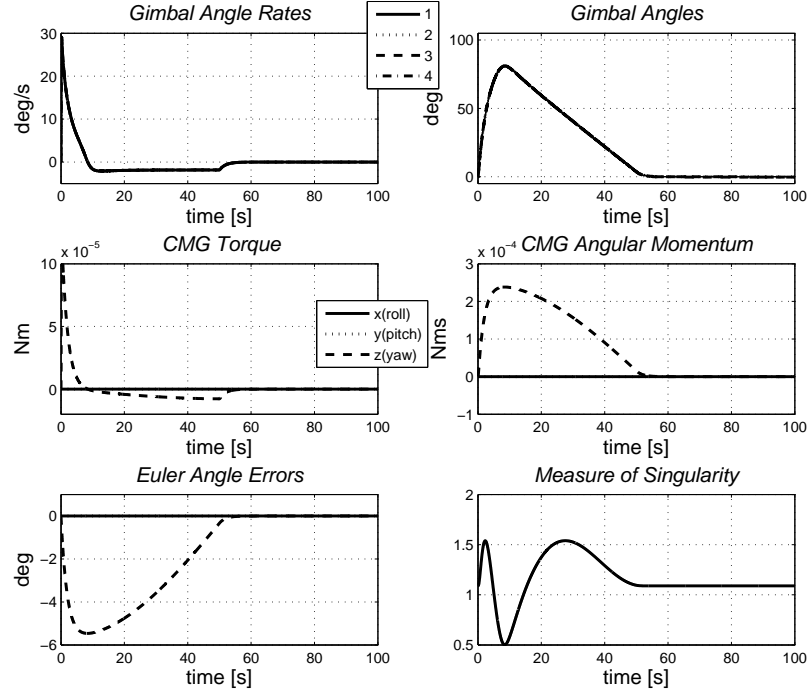 Gimbal Angle Rates
30
20
10
0
deg/s
0 20 40 60 80 100
time [s]
1
2
3
4
Gimbal Angles
100
50
0
deg
0 20 40 60 80 100
time [s]
CMG Torque
x 10⁻⁵
10
5
0
Nm
0 20 40 60 80 100
time [s]
x(roll)
y(pitch)
z(yaw)
CMG Angular Momentum
x 10⁻⁴
3
2
1
0
−1
Nms
0 20 40 60 80 100
time [s]
Euler Angle Errors
0
−2
−4
−6
deg
0 20 40 60 80 100
time [s]
Measure of Singularity
2
1.5
1
0.5
0 20 40 60 80 100
time [s]